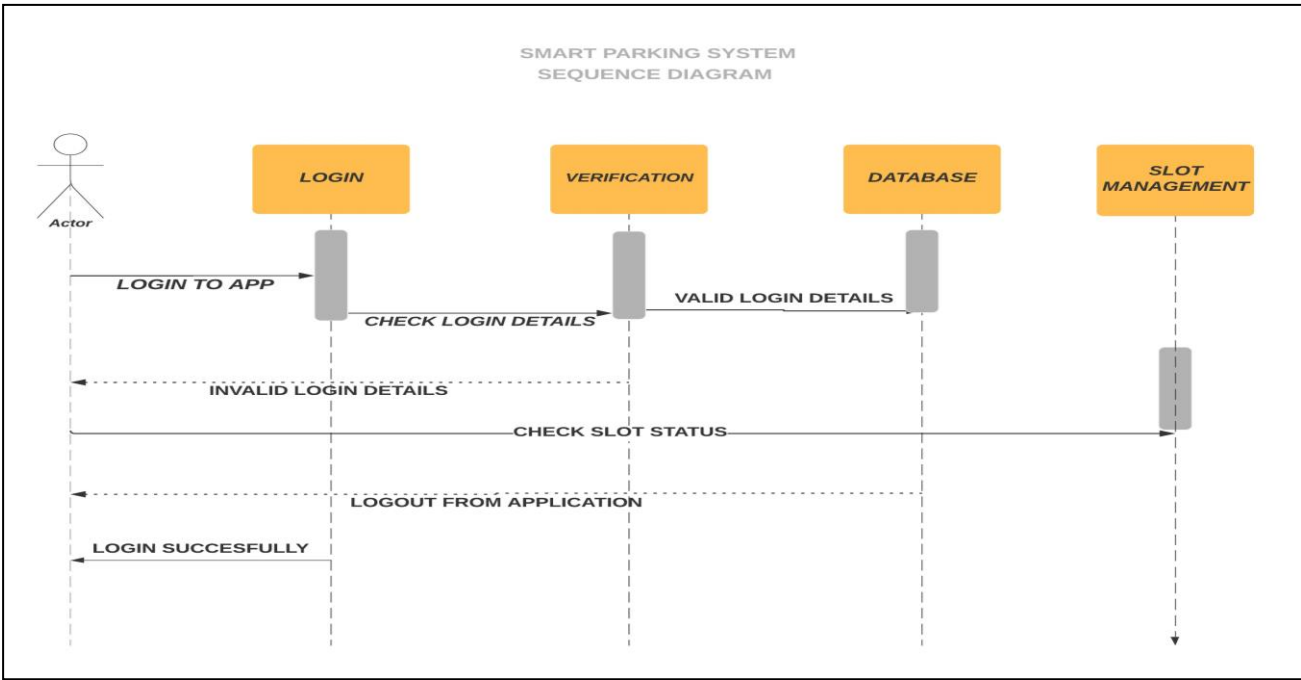 SMART PARKING SYSTEM
SEQUENCE DIAGRAM
LOGIN
VERIFICATION
DATABASE
SLOT
MANAGEMENT
Actor
LOGIN TO APP
CHECK LOGIN DETAILS
VALID LOGIN DETAILS
INVALID LOGIN DETAILS
CHECK SLOT STATUS
LOGOUT FROM APPLICATION
LOGIN SUCCESFULLY